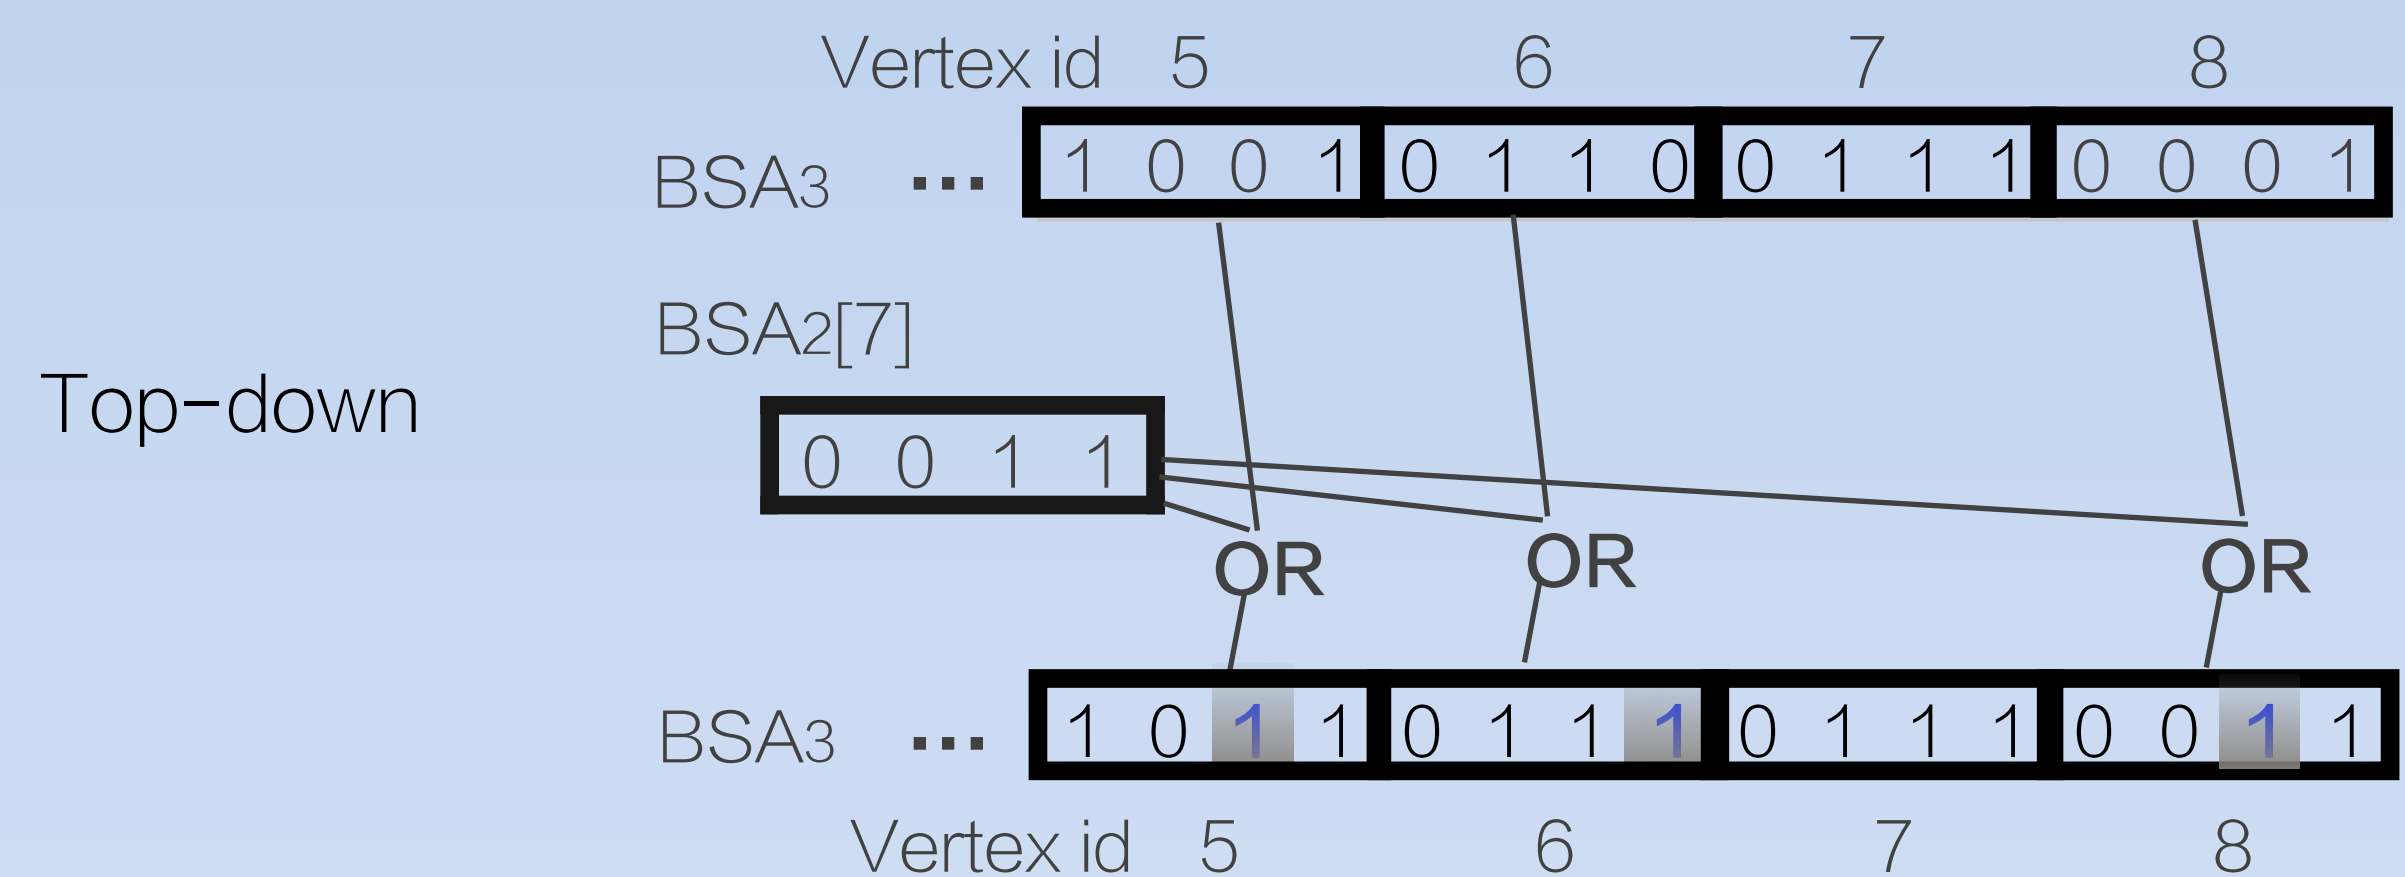 Vertex id 5 6 7 8
BSA3 ... 1 0 0 1 0 1 1 0 0 1 1 1 0 0 0 1
BSA2[7]
Top-down
0 0 1 1
OR OR OR
BSA3 ... 1 0 1 1 0 1 1 1 0 1 1 1 0 0 1 1
Vertex id 5 6 7 8